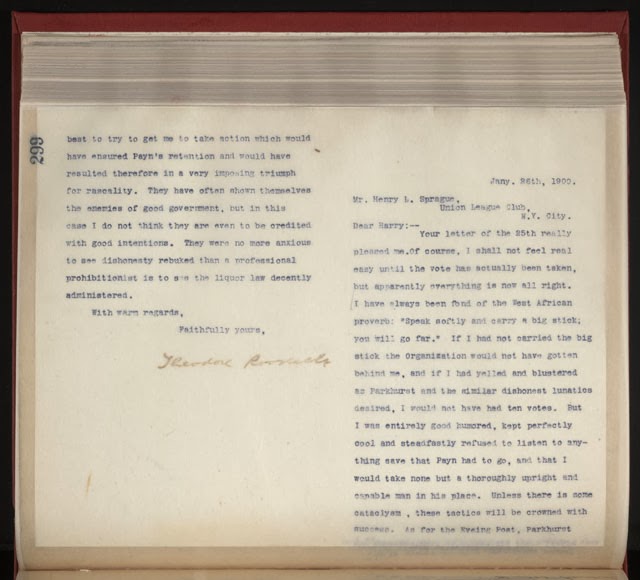 299
best to try to get me to take action which would
have ensured Payn's retention and would have
resulted therefore in a very imposing triumph
for rascality. They have often shown themselves
the enemies of good government, but in this
case I do not think they are even to be credited
with good intentions. They were no more anxious
to see dishonesty rebuked than a professional
prohibitionist is to see the liquor law decently
administered.
With warm regards,
Faithfully yours,
Theodore Roosevelt
Jany. 26th, 1900.
Mr. Henry L. Sprague,
Union League Club,
N.Y. City.
Dear Harry:--
Your letter of the 25th really
pleased me.Of course, I shall not feel real
easy until the vote has actually been taken,
but apparently everything is now all right.
I have always been fond of the West African
proverb: "Speak softly and carry a big stick;
you will go far." If I had not carried the big
stick the Organization would not have gotten
behind me, and if I had yelled and blustered
as Parkhurst and the similar dishonest lunatics
desired, I would not have had ten votes. But
I was entirely good humored, kept perfectly
cool and steadfastly refused to listen to any-
thing save that Payn had to go, and that I
would take none but a thoroughly upright and
capable man in his place. Unless there is some
cataclysm , these tactics will be crowned with
success. As for the Eveing Post, Parkhurst